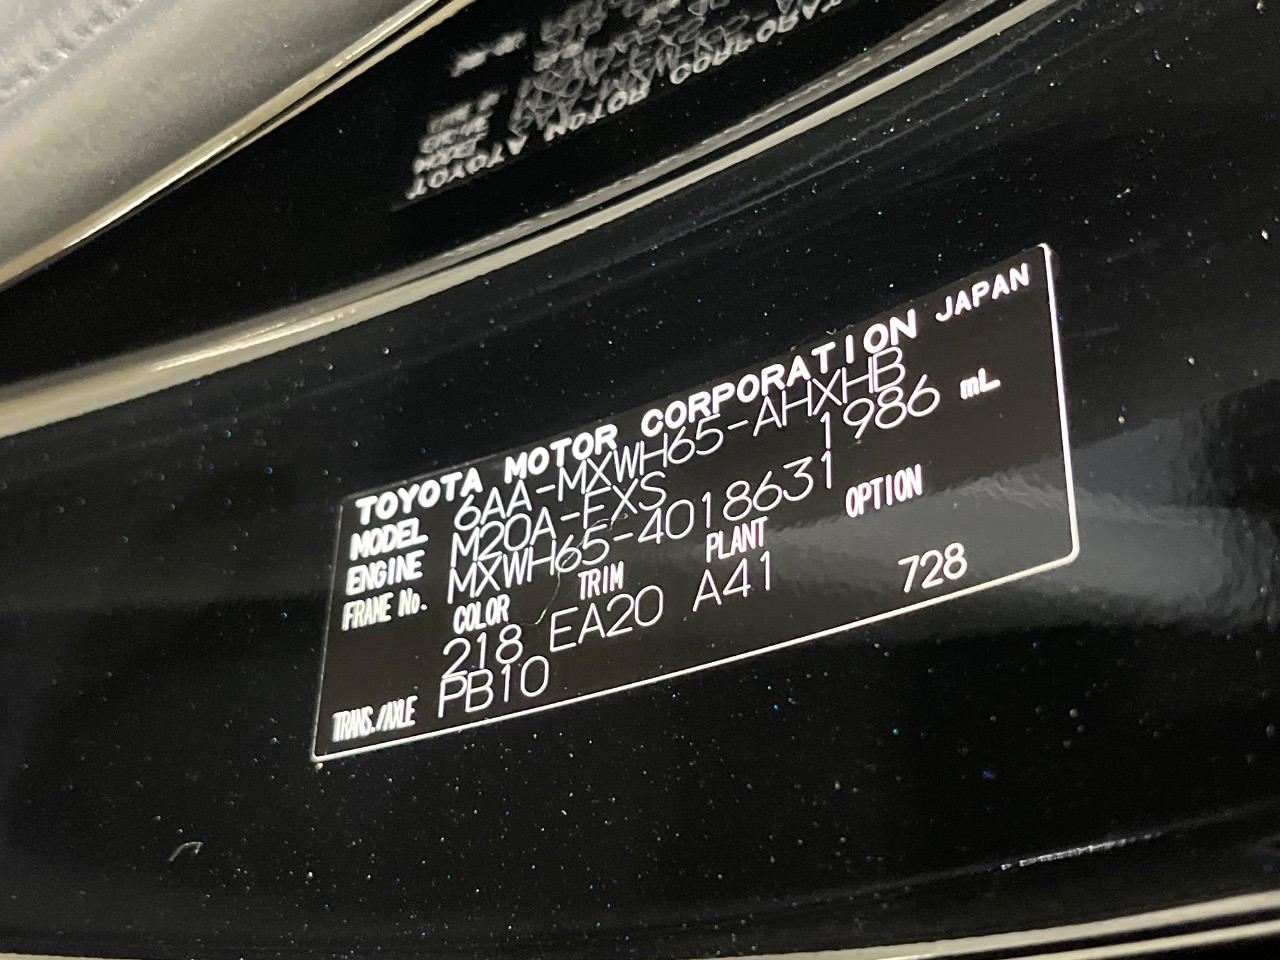 TOYOTA MOTOR CORPORATION JAPAN
MODEL 6AA-MXWH65-AHXHB
ENGINE M20A-FXS 1986 mL
FRAME No. MXWH65-4018631
COLOR TRIM PLANT OPTION
218 EA20 A41 728
TRANS./AXLE PB10